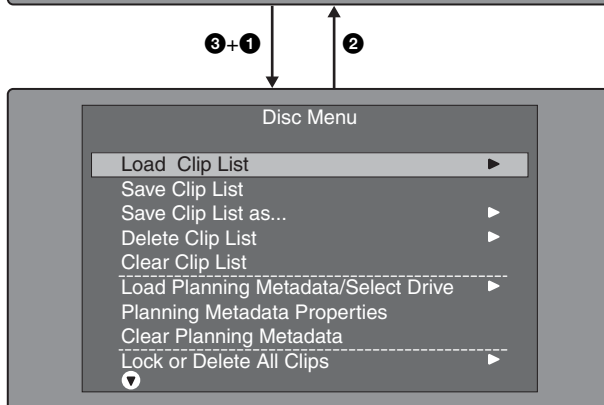 ❸+❶
❷
Disc Menu
Load Clip List
Save Clip List
Save Clip List as...
Delete Clip List
Clear Clip List
Load Planning Metadata/Select Drive
Planning Metadata Properties
Clear Planning Metadata
Lock or Delete All Clips